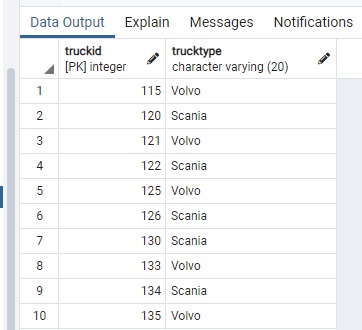 Data Output Explain Messages Notifications
truckid trucktype
[PK] integer character varying (20)
1 115 Volvo
2 120 Scania
3 121 Volvo
4 122 Scania
5 125 Volvo
6 126 Scania
7 130 Scania
8 133 Volvo
9 134 Scania
10 135 Volvo